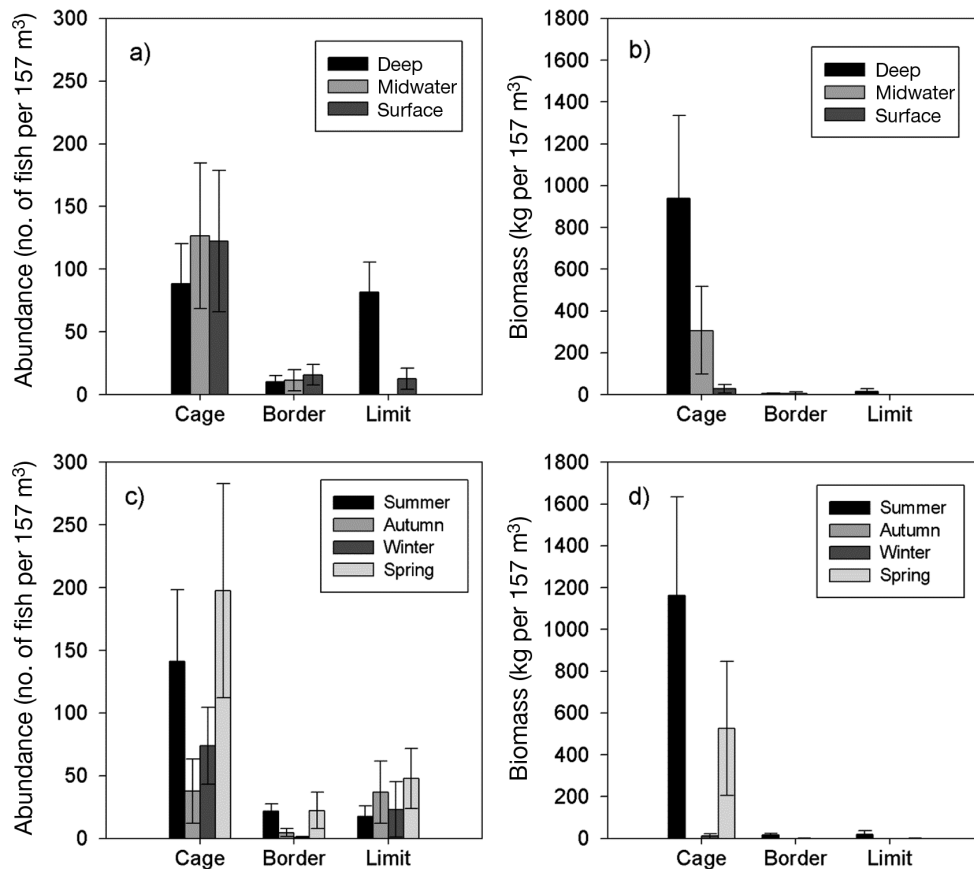 a)
Abundance (no. of fish per 157 m³)
300
250
200
150
100
50
0
Deep
Midwater
Surface
Cage Border Limit
b)
Biomass (kg per 157 m³)
1800
1600
1400
1200
1000
800
600
400
200
0
Deep
Midwater
Surface
Cage Border Limit
c)
Abundance (no. of fish per 157 m³)
300
250
200
150
100
50
0
Summer
Autumn
Winter
Spring
Cage Border Limit
d)
Biomass (kg per 157 m³)
1800
1600
1400
1200
1000
800
600
400
200
0
Summer
Autumn
Winter
Spring
Cage Border Limit